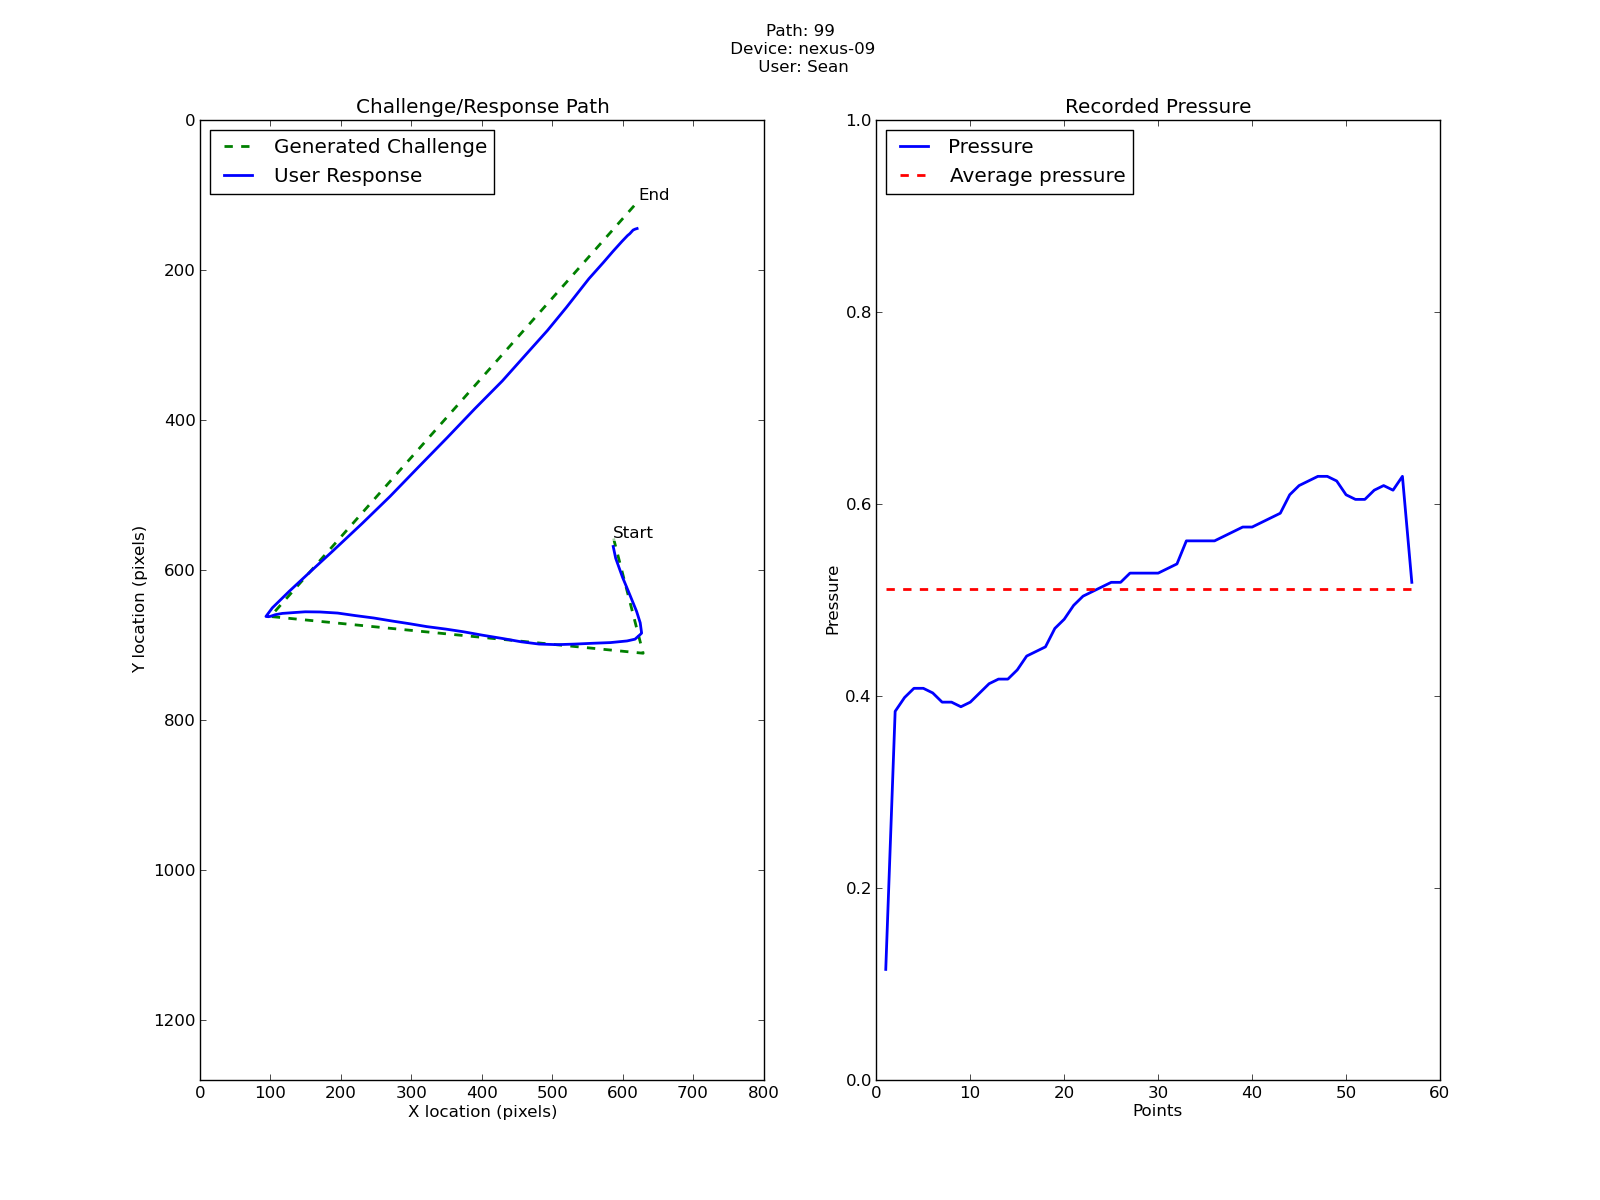 Path: 99
Device: nexus-09
User: Sean
Challenge/Response Path
Generated Challenge
User Response
End
Start
0
200
400
600
800
1000
1200
Y location (pixels)
0 100 200 300 400 500 600 700 800
X location (pixels)
Recorded Pressure
Pressure
Average pressure
1.0
0.8
0.6
0.4
0.2
0.0
Pressure
0 10 20 30 40 50 60
Points